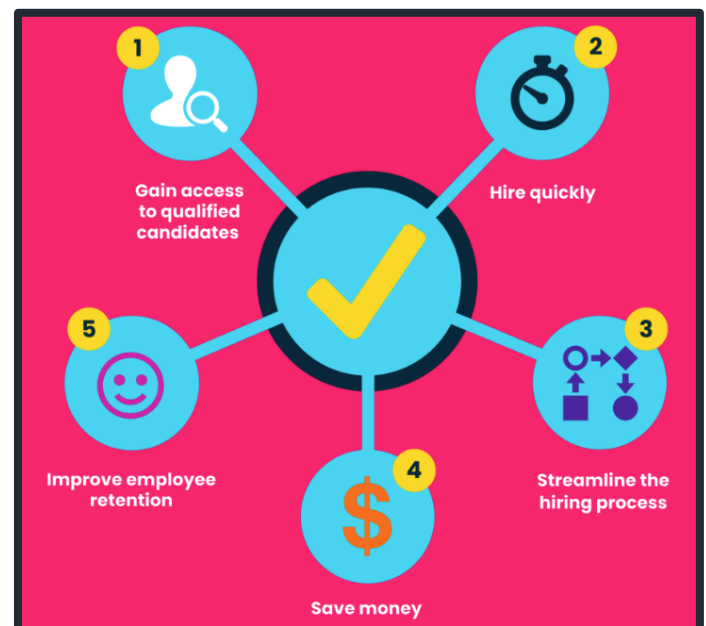 1
Gain access
to qualified
candidates
2
Hire quickly
3
Streamline the
hiring process
4
$
Save money
5
Improve employee
retention